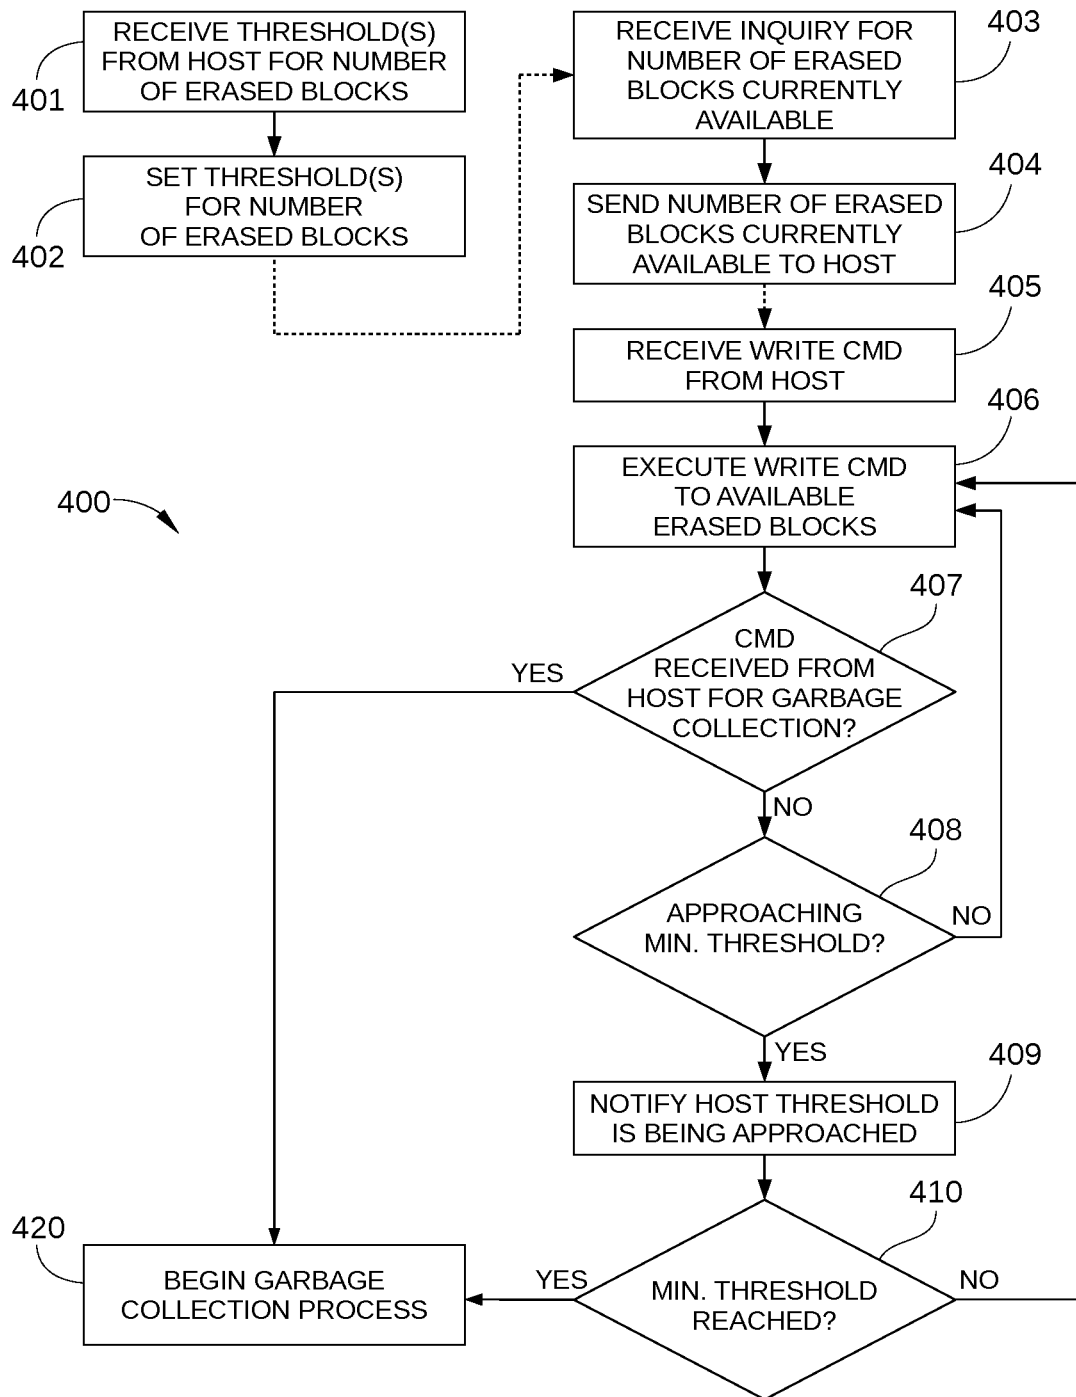 RECEIVE THRESHOLD(S)
FROM HOST FOR NUMBER
OF ERASED BLOCKS
401
SET THRESHOLD(S)
FOR NUMBER
OF ERASED BLOCKS
402
RECEIVE INQUIRY FOR
NUMBER OF ERASED
BLOCKS CURRENTLY
AVAILABLE
403
SEND NUMBER OF ERASED
BLOCKS CURRENTLY
AVAILABLE TO HOST
404
RECEIVE WRITE CMD
FROM HOST
405
EXECUTE WRITE CMD
TO AVAILABLE
ERASED BLOCKS
406
400
CMD
RECEIVED FROM
HOST FOR GARBAGE
COLLECTION?
407
YES
NO
APPROACHING
MIN. THRESHOLD?
408
NO
YES
NOTIFY HOST THRESHOLD
IS BEING APPROACHED
409
MIN. THRESHOLD
REACHED?
410
YES
NO
BEGIN GARBAGE
COLLECTION PROCESS
420